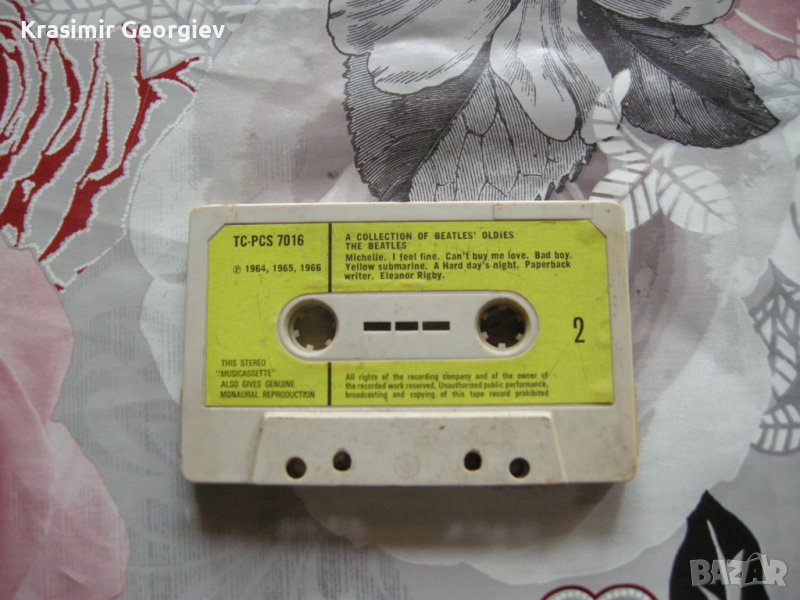 Krasimir Georgiev
TC-PCS 7016
℗ 1964, 1965, 1966
A COLLECTION OF BEATLES' OLDIES
THE BEATLES
Michelle. I feel fine. Can't buy me love. Bad boy.
Yellow submarine. A Hard day's night. Paperback
writer. Eleanor Rigby.
2
THIS STEREO
"MUSICASSETTE"
ALSO GIVES GENUINE
MONAURAL REPRODUCTION
All rights of the recording company and of the owner of
the recorded work reserved. Unauthorised public performance,
broadcasting and copying of this tape record prohibited
BAZAR